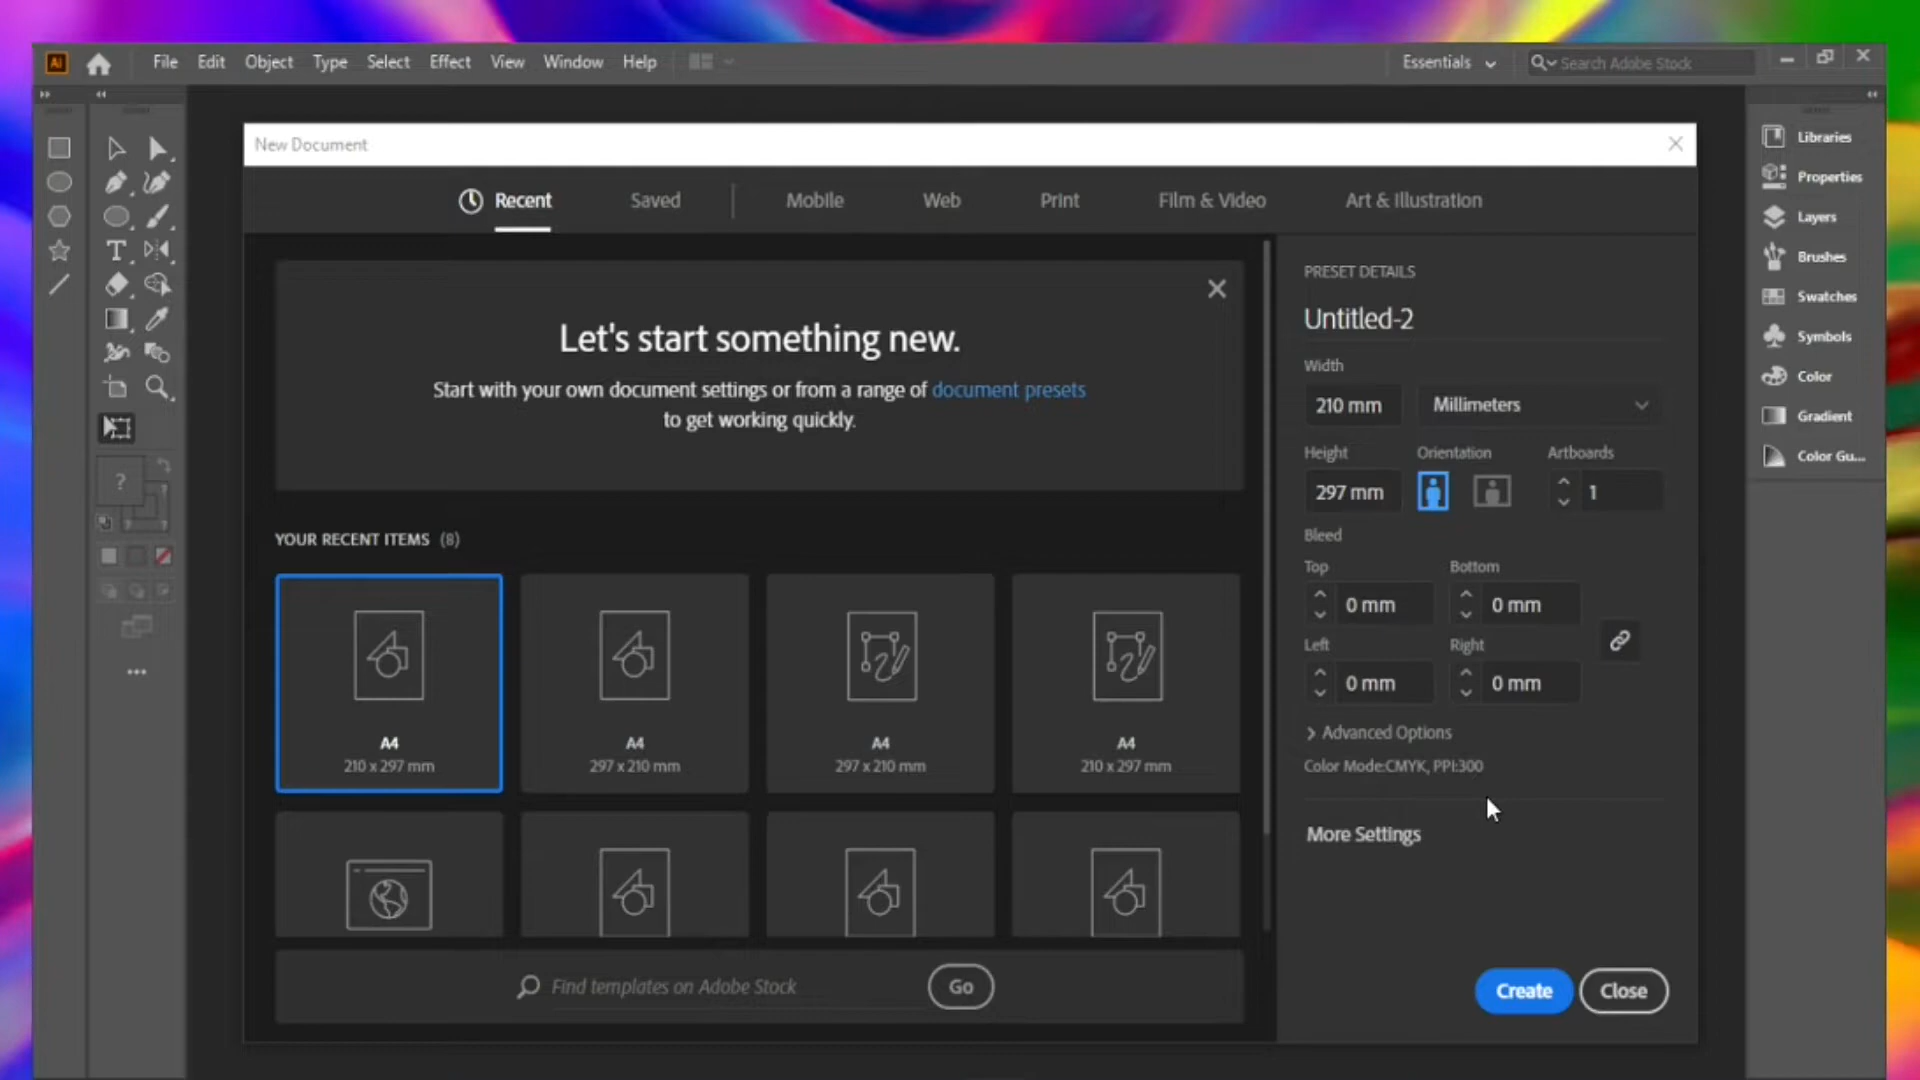 Ai File Edit Object Type Select Effect View Window Help Essentials Search Adobe Stock
New Document
Recent Saved Mobile Web Print Film & Video Art & Illustration
Let's start something new.
Start with your own document settings or from a range of document presets
to get working quickly.
YOUR RECENT ITEMS (8)
A4 A4 A4 A4
210 x 297 mm 297 x 210 mm 297 x 210 mm 210 x 297 mm
Find templates on Adobe Stock Go
PRESET DETAILS
Untitled-2
Width
210 mm Millimeters
Height Orientation Artboards
297 mm 1
Bleed
Top Bottom
0 mm 0 mm
Left Right
0 mm 0 mm
Advanced Options
Color Mode:CMYK, PPI:300
More Settings
Create Close
Libraries
Properties
Layers
Brushes
Swatches
Symbols
Color
Gradient
Color Gu...
T
?
? ?